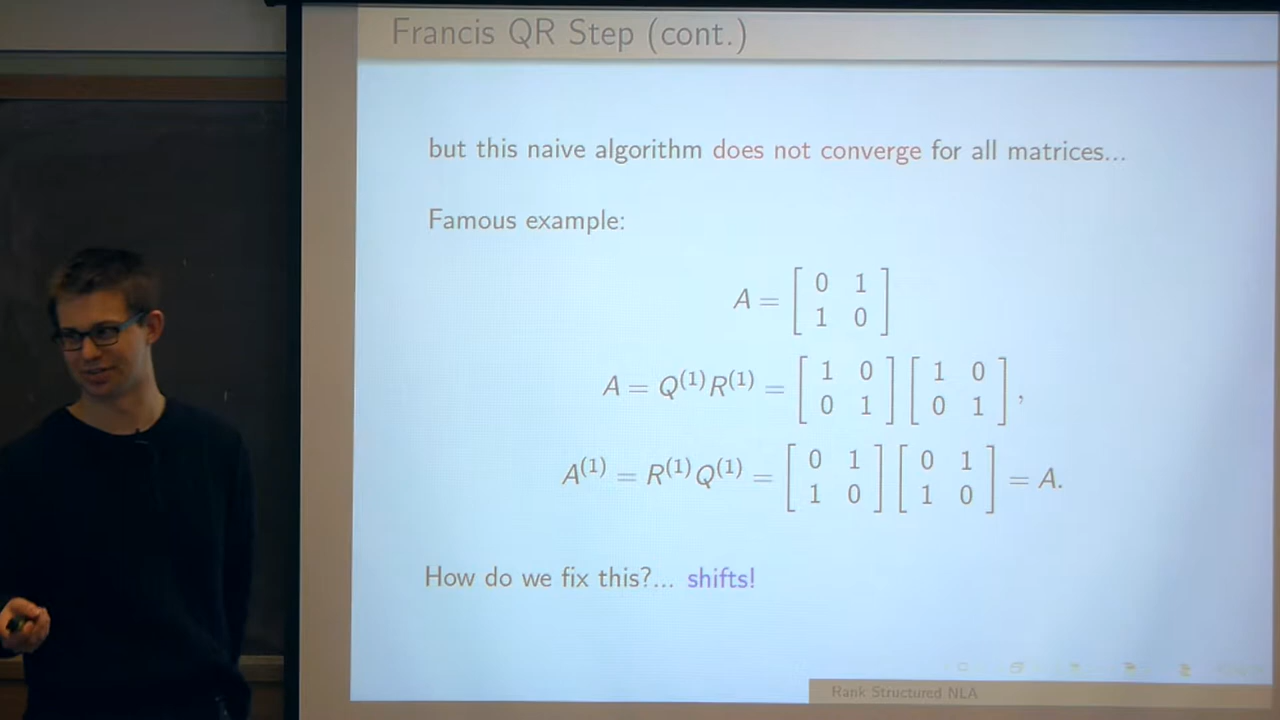 Francis QR Step (cont.)
but this naive algorithm does not converge for all matrices...
Famous example:
A = [ 0 1 ; 1 0 ]
A = Q^(1) R^(1) = [ 1 0 ; 0 1 ] [ 1 0 ; 0 1 ],
A^(1) = R^(1) Q^(1) = [ 0 1 ; 1 0 ] [ 0 1 ; 1 0 ] = A.
How do we fix this?... shifts!
Rank Structured NLA